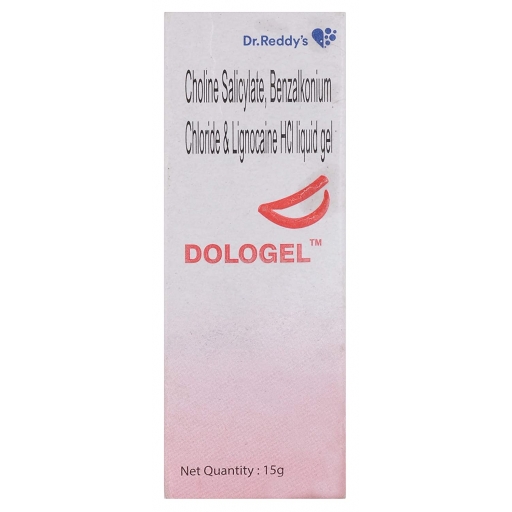 Dr.Reddy's
Choline Salicylate, Benzalkonium
Chloride & Lignocaine HCl liquid gel
DOLOGEL™
Net Quantity : 15g